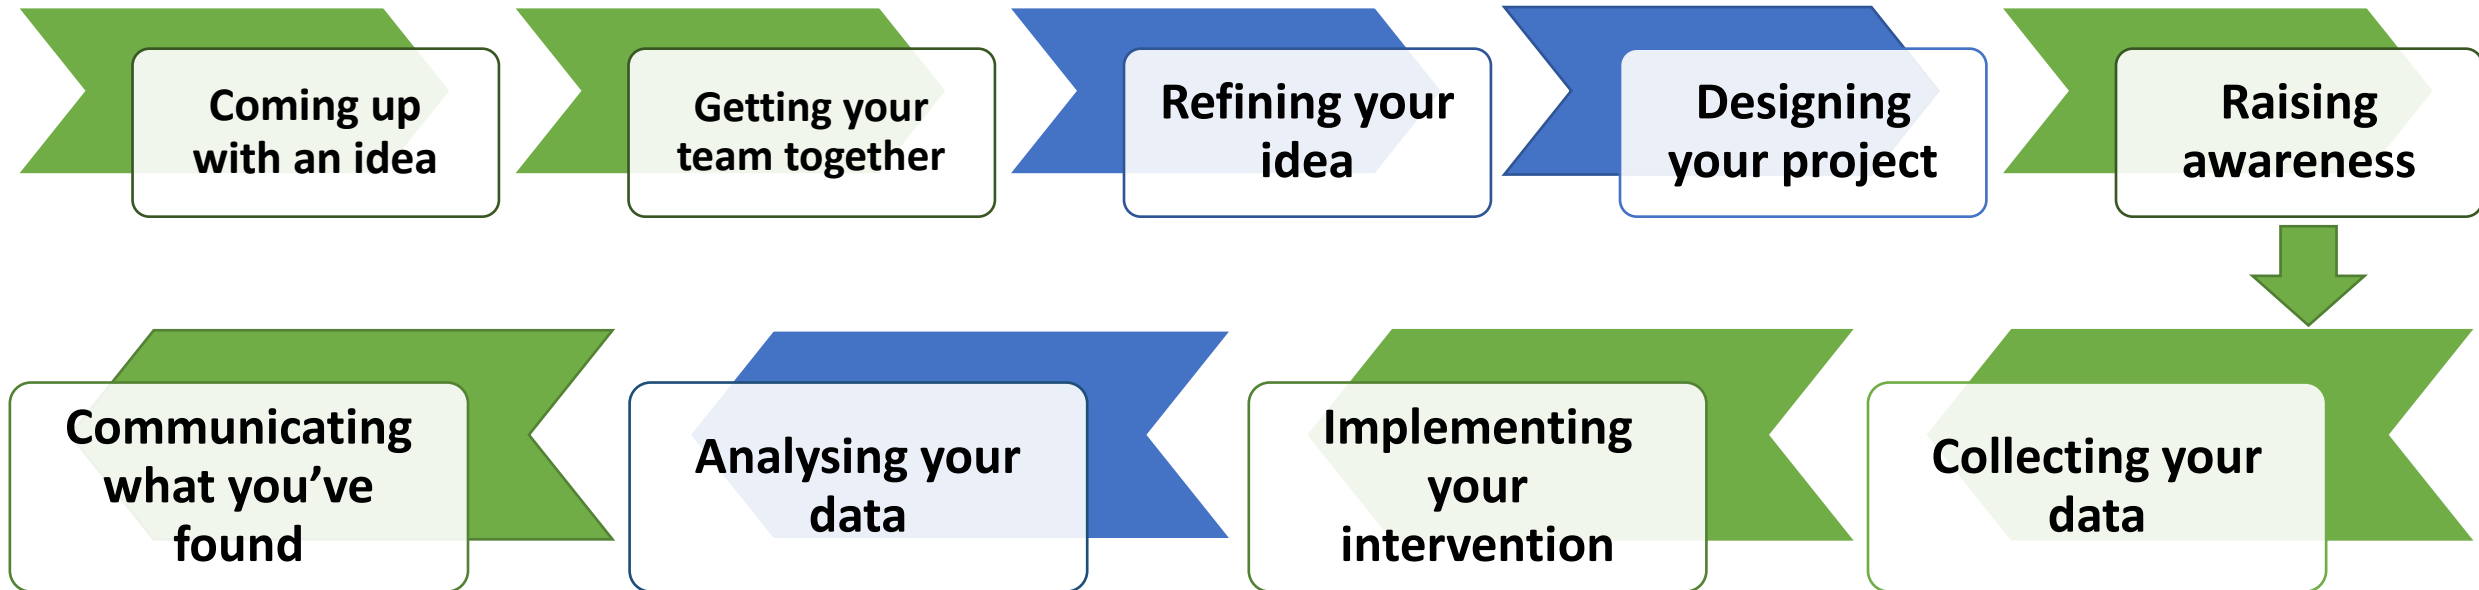 Coming up
with an idea
Getting your
team together
Refining your
idea
Designing
your project
Raising
awareness
Collecting your
data
Implementing
your
intervention
Analysing your
data
Communicating
what you’ve
found